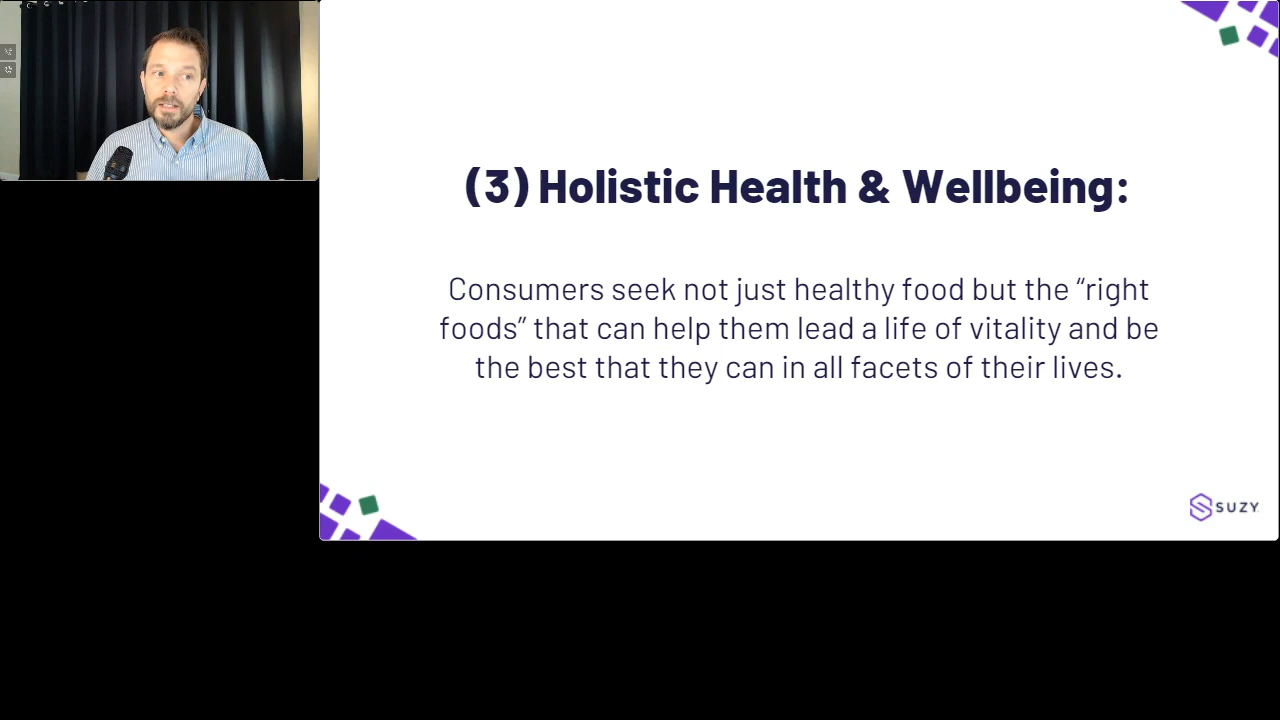 (3) Holistic Health & Wellbeing:
Consumers seek not just healthy food but the “right
foods” that can help them lead a life of vitality and be
the best that they can in all facets of their lives.
SUZY